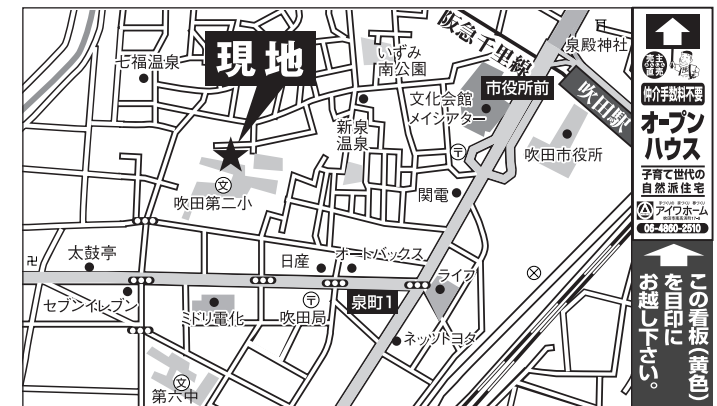 七福温泉
現地
いずみ
南公園
阪急千里線
泉殿神社
市役所前
文化会館
メイシアター
吹田駅
新泉
温泉
吹田市役所
吹田第二小
関電
太鼓亭
日産
オートバックス
ライフ
セブンイレブン
ミドリ電化
吹田局
泉町1
ネッツトヨタ
第六中
売主
直売
仲介手数料不要
オープン
ハウス
子育て世代の
自然派住宅
アイワホーム
06-4860-2510
この看板(黄色)
を目印に
お越し下さい。